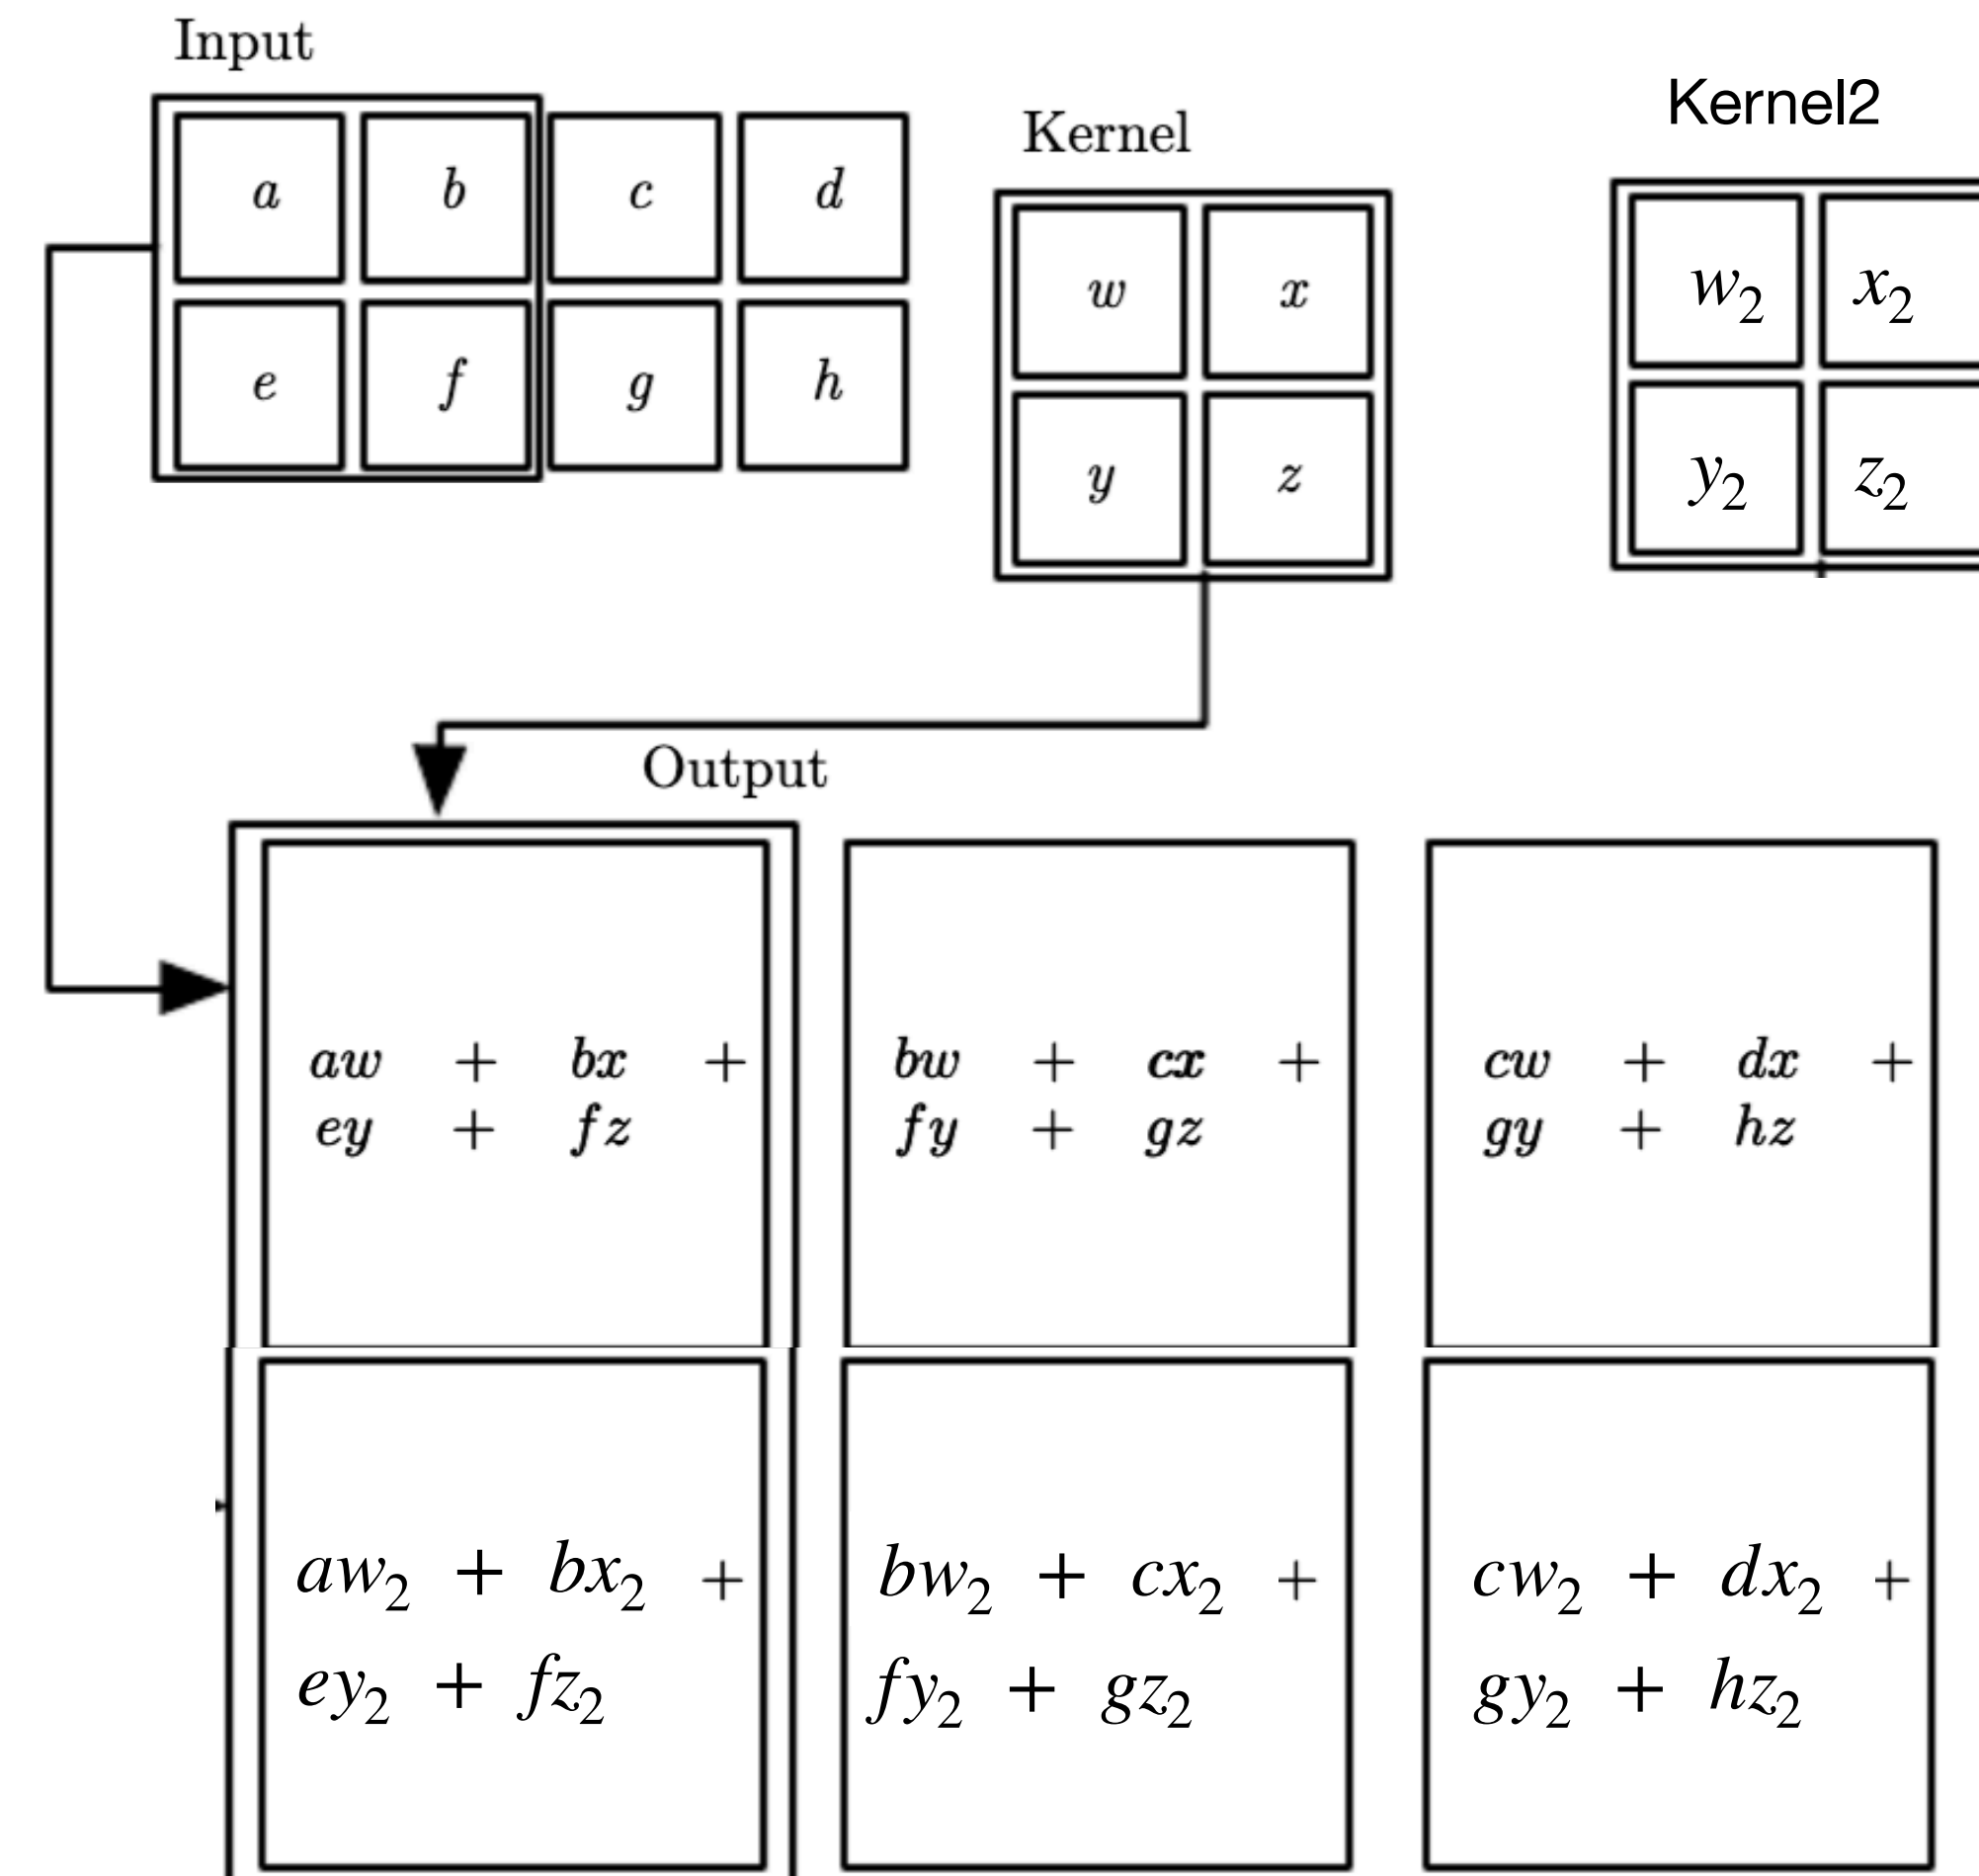 Input
a b c d
e f g h
Kernel
w x
y z
Kernel2
w₂ x₂
y₂ z₂
Output
aw + bx +
ey + fz
bw + cx +
fy + gz
cw + dx +
gy + hz
aw₂ + bx₂ +
ey₂ + fz₂
bw₂ + cx₂ +
fy₂ + gz₂
cw₂ + dx₂ +
gy₂ + hz₂